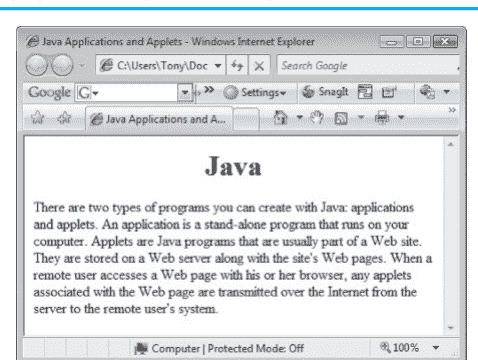 Java Applications and Applets - Windows Internet Explorer
C:\Users\Tony\Doc Search Google
Google G Settings SnagIt
Java Applications and A...
Java
There are two types of programs you can create with Java: applications
and applets. An application is a stand-alone program that runs on your
computer. Applets are Java programs that are usually part of a Web site.
They are stored on a Web server along with the site's Web pages. When a
remote user accesses a Web page with his or her browser, any applets
associated with the Web page are transmitted over the Internet from the
server to the remote user's system.
Computer | Protected Mode: Off 100%